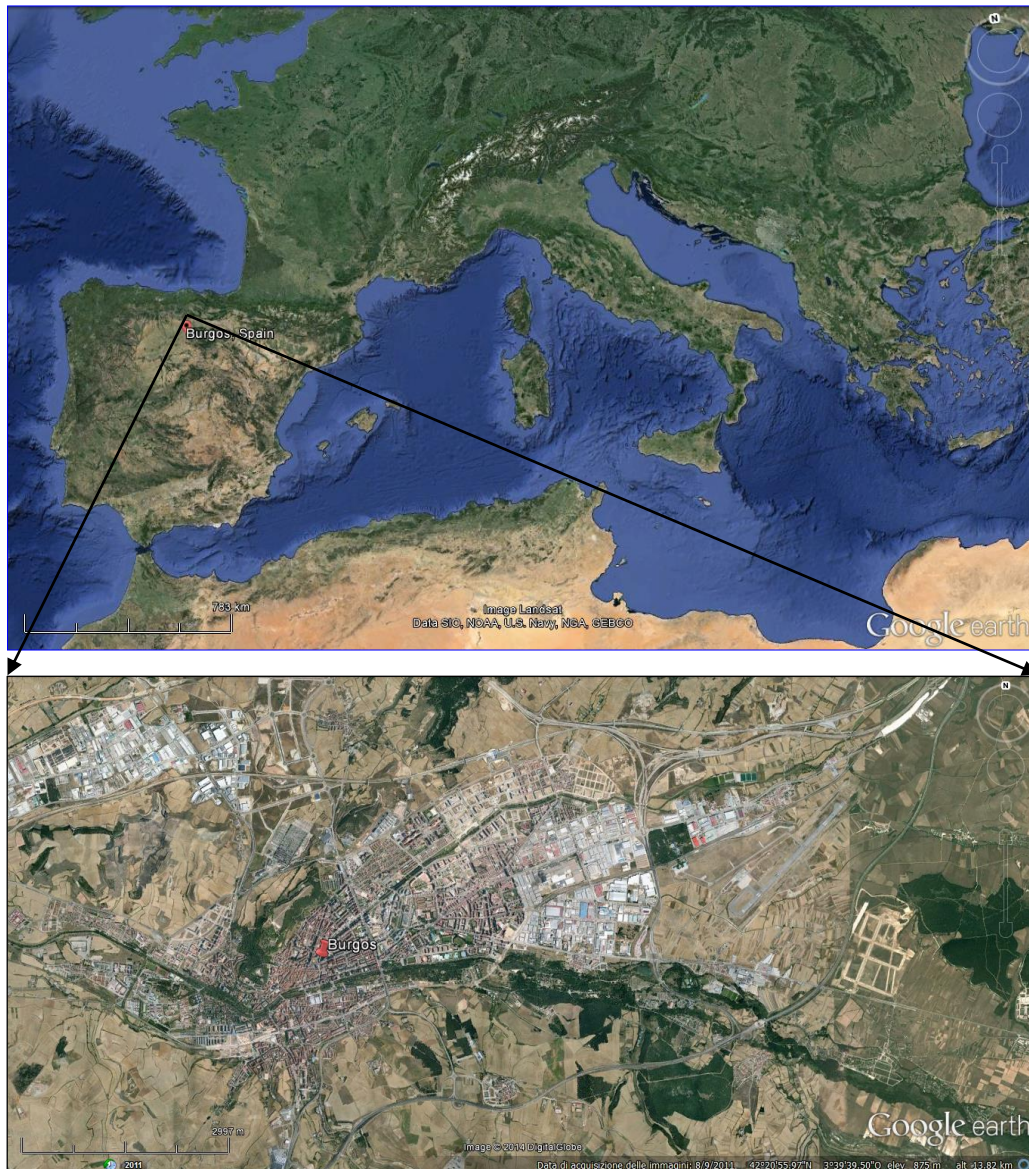 N
Burgos, Spain
783 km
Image Landsat
Data SIO, NOAA, U.S. Navy, NGA, GEBCO
Google earth
N
Burgos
2997 m
Image © 2014 DigitalGlobe
Google earth
2011
Data di acquisizione delle immagini: 8/9/2011 42°20'55.97"N 3°39'39.50"O elev 875 m alt 13.82 km